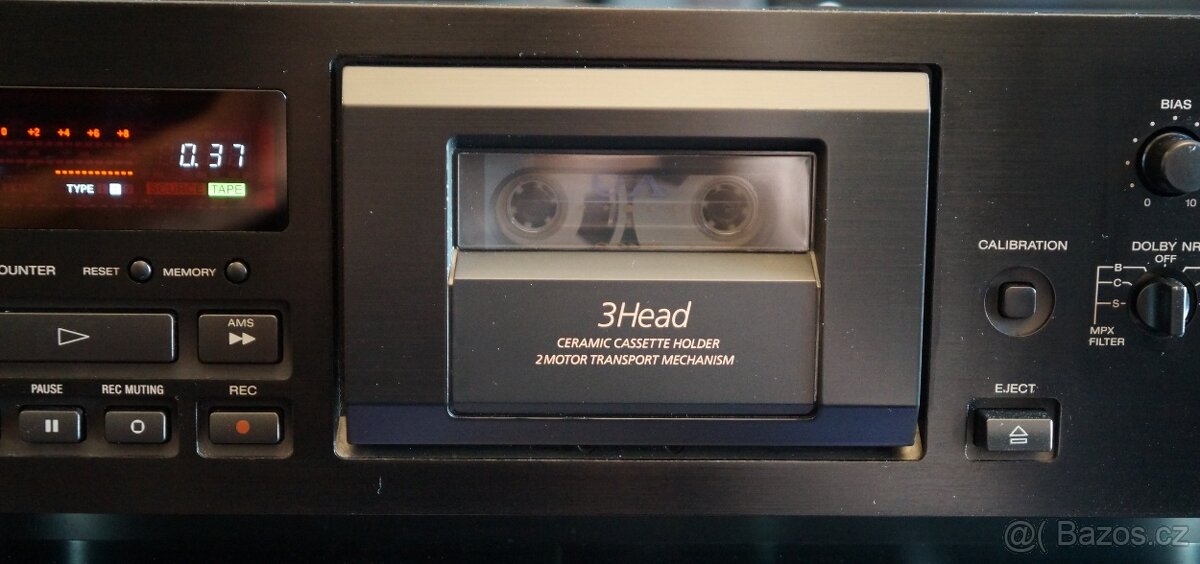 0 +2 +4 +6 +8
0.37
TYPE I SOURCE TAPE
OUNTER RESET MEMORY
AMS
PAUSE REC MUTING REC
3Head
CERAMIC CASSETTE HOLDER
2 MOTOR TRANSPORT MECHANISM
BIAS
0 10
CALIBRATION
DOLBY NR
OFF
B
C
S
MPX
FILTER
EJECT
@( Bazos.cz